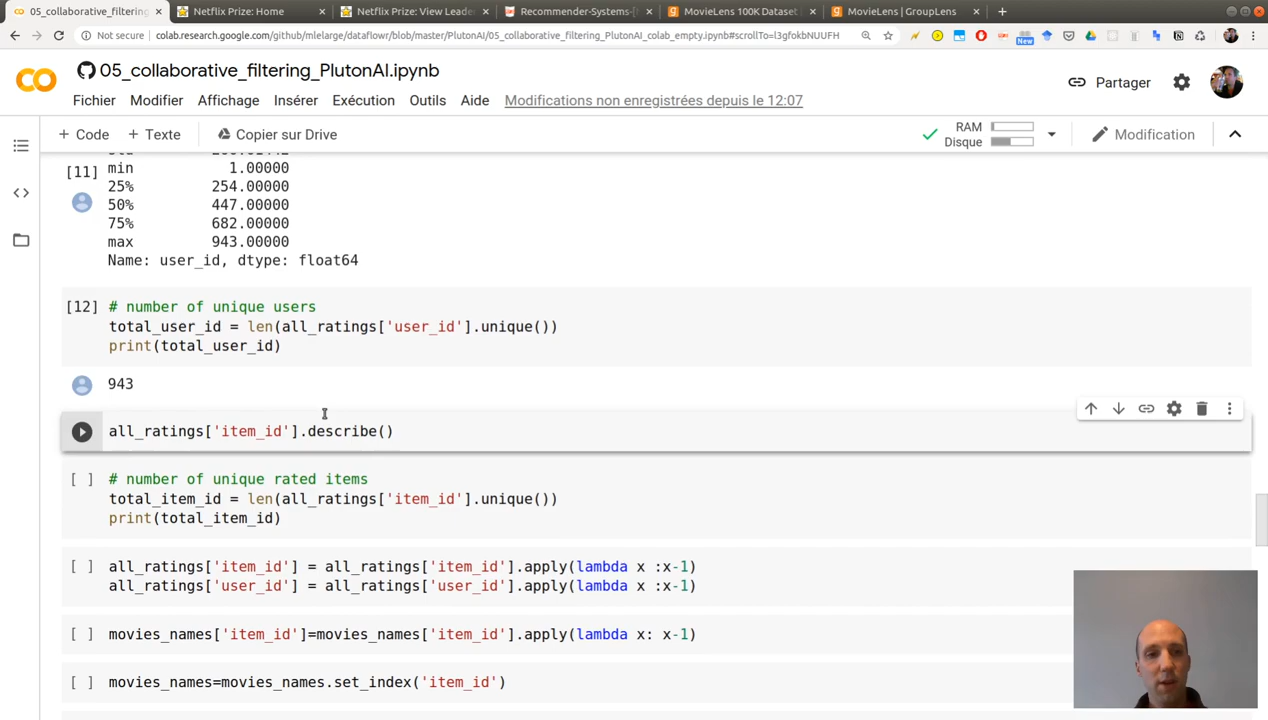 05_collaborative_filtering
Netflix Prize: Home
Netflix Prize: View Leade
Recommender-Systems-[
MovieLens 100K Dataset
MovieLens | GroupLens
Not secure
colab.research.google.com/github/mlelarge/dataflowr/blob/master/PlutonAI/05_collaborative_filtering_PlutonAI_colab_empty.ipynb#scrollTo=l3gfokbNUUFH
New
05_collaborative_filtering_PlutonAI.ipynb
Partager
Fichier Modifier Affichage Insérer Exécution Outils Aide Modifications non enregistrées depuis le 12:07
+ Code + Texte Copier sur Drive
RAM
Disque
Modification
[11]
min 1.00000
25% 254.00000
50% 447.00000
75% 682.00000
max 943.00000
Name: user_id, dtype: float64
[12] # number of unique users
total_user_id = len(all_ratings['user_id'].unique())
print(total_user_id)
943
all_ratings['item_id'].describe()
[ ] # number of unique rated items
total_item_id = len(all_ratings['item_id'].unique())
print(total_item_id)
[ ] all_ratings['item_id'] = all_ratings['item_id'].apply(lambda x :x-1)
all_ratings['user_id'] = all_ratings['user_id'].apply(lambda x :x-1)
[ ] movies_names['item_id']=movies_names['item_id'].apply(lambda x: x-1)
[ ] movies_names=movies_names.set_index('item_id')